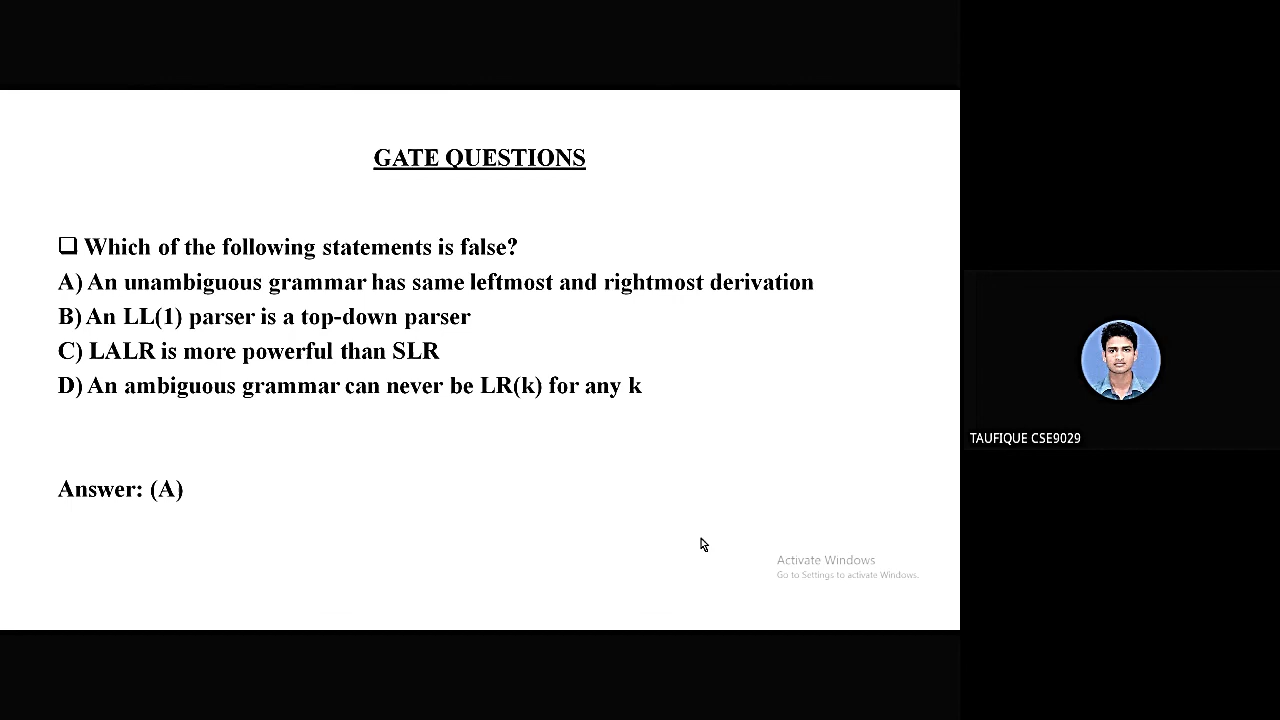 GATE QUESTIONS
❑ Which of the following statements is false?
A) An unambiguous grammar has same leftmost and rightmost derivation
B) An LL(1) parser is a top-down parser
C) LALR is more powerful than SLR
D) An ambiguous grammar can never be LR(k) for any k
Answer: (A)
Activate Windows
Go to Settings to activate Windows.
TAUFIQUE CSE9029